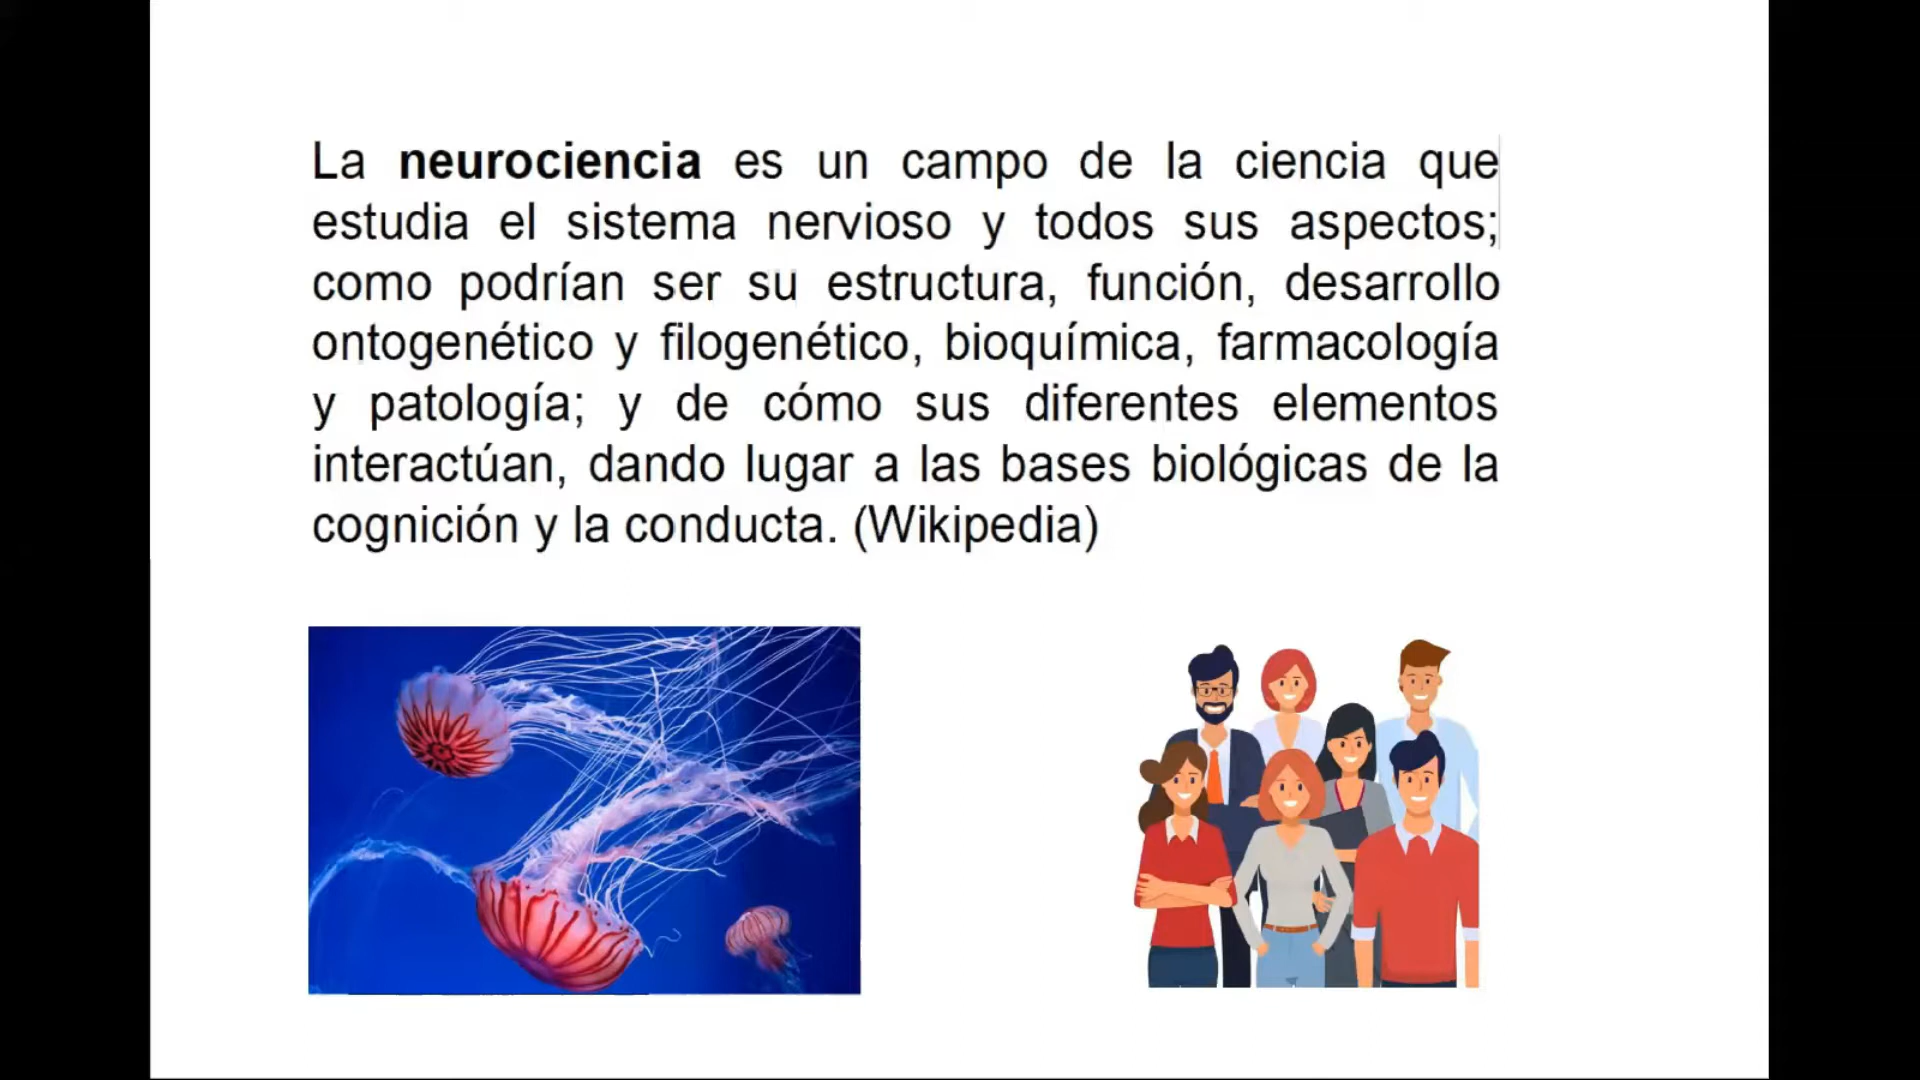 La neurociencia es un campo de la ciencia que
estudia el sistema nervioso y todos sus aspectos;
como podrían ser su estructura, función, desarrollo
ontogenético y filogenético, bioquímica, farmacología
y patología; y de cómo sus diferentes elementos
interactúan, dando lugar a las bases biológicas de la
cognición y la conducta. (Wikipedia)